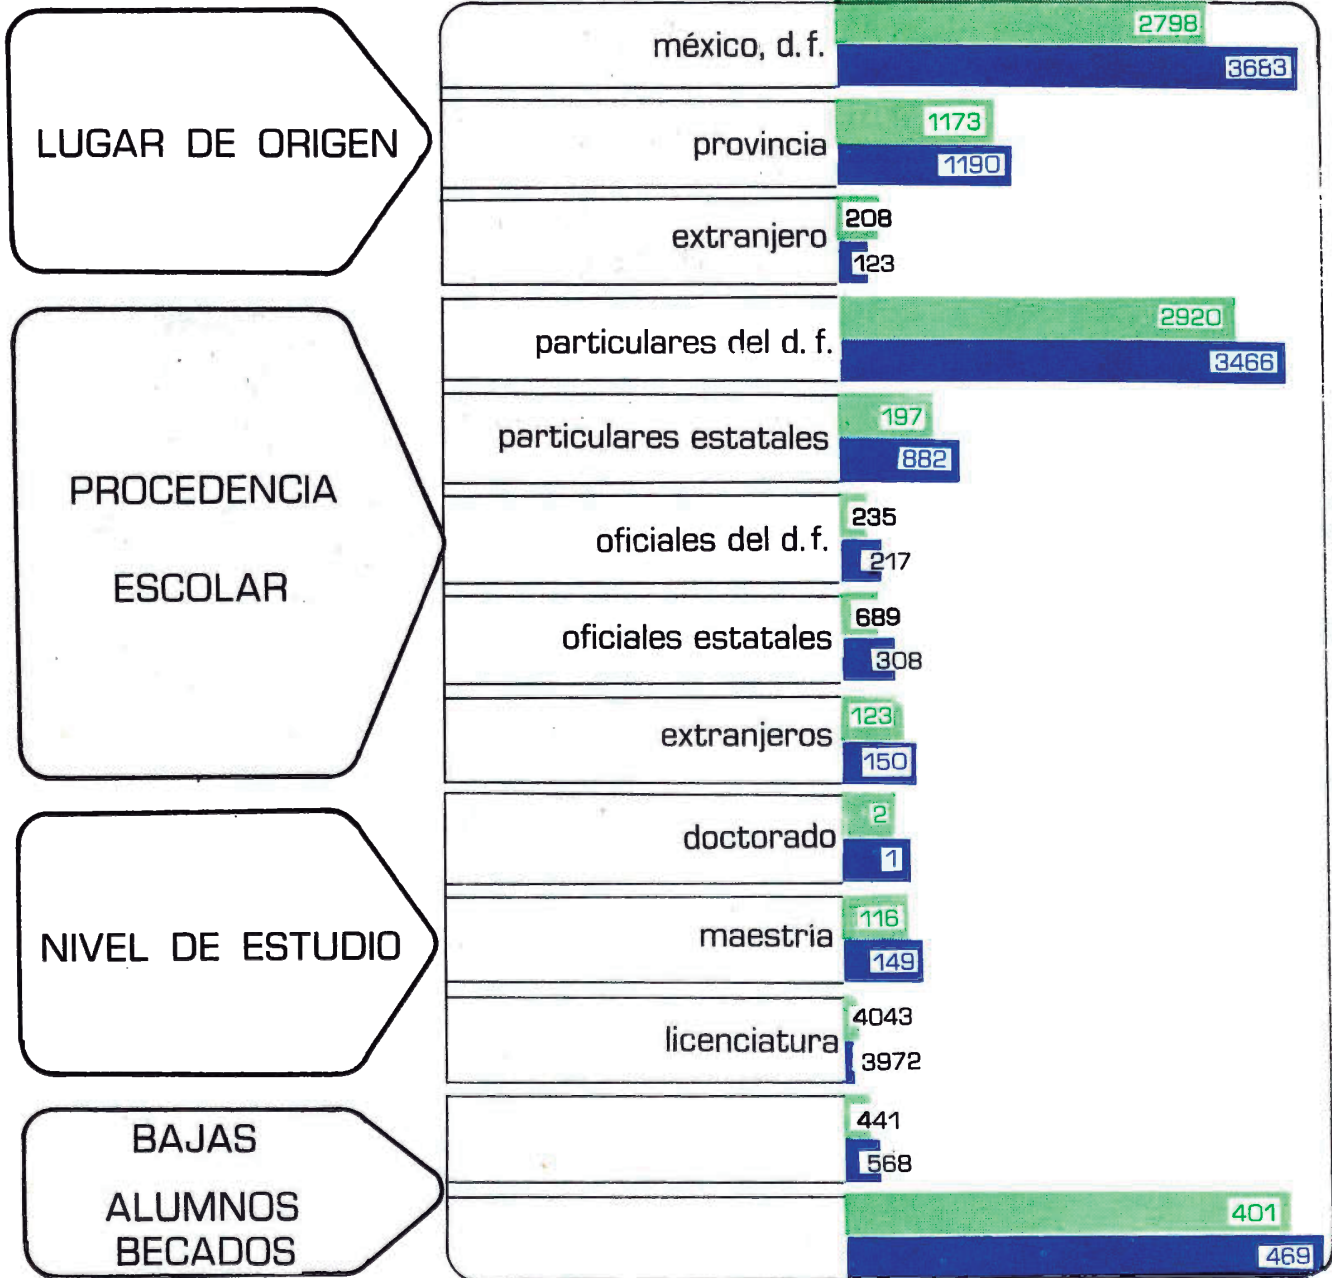 LUGAR DE ORIGEN
méxico, d.f.
2798
3683
provincia
1173
1190
extranjero
208
123
PROCEDENCIA
ESCOLAR
particulares del d.f.
2920
3466
particulares estatales
197
882
oficiales del d.f.
235
217
oficiales estatales
689
308
extranjeros
123
150
NIVEL DE ESTUDIO
doctorado
2
1
maestria
116
149
licenciatura
4043
3972
BAJAS
441
568
ALUMNOS
BECADOS
401
469